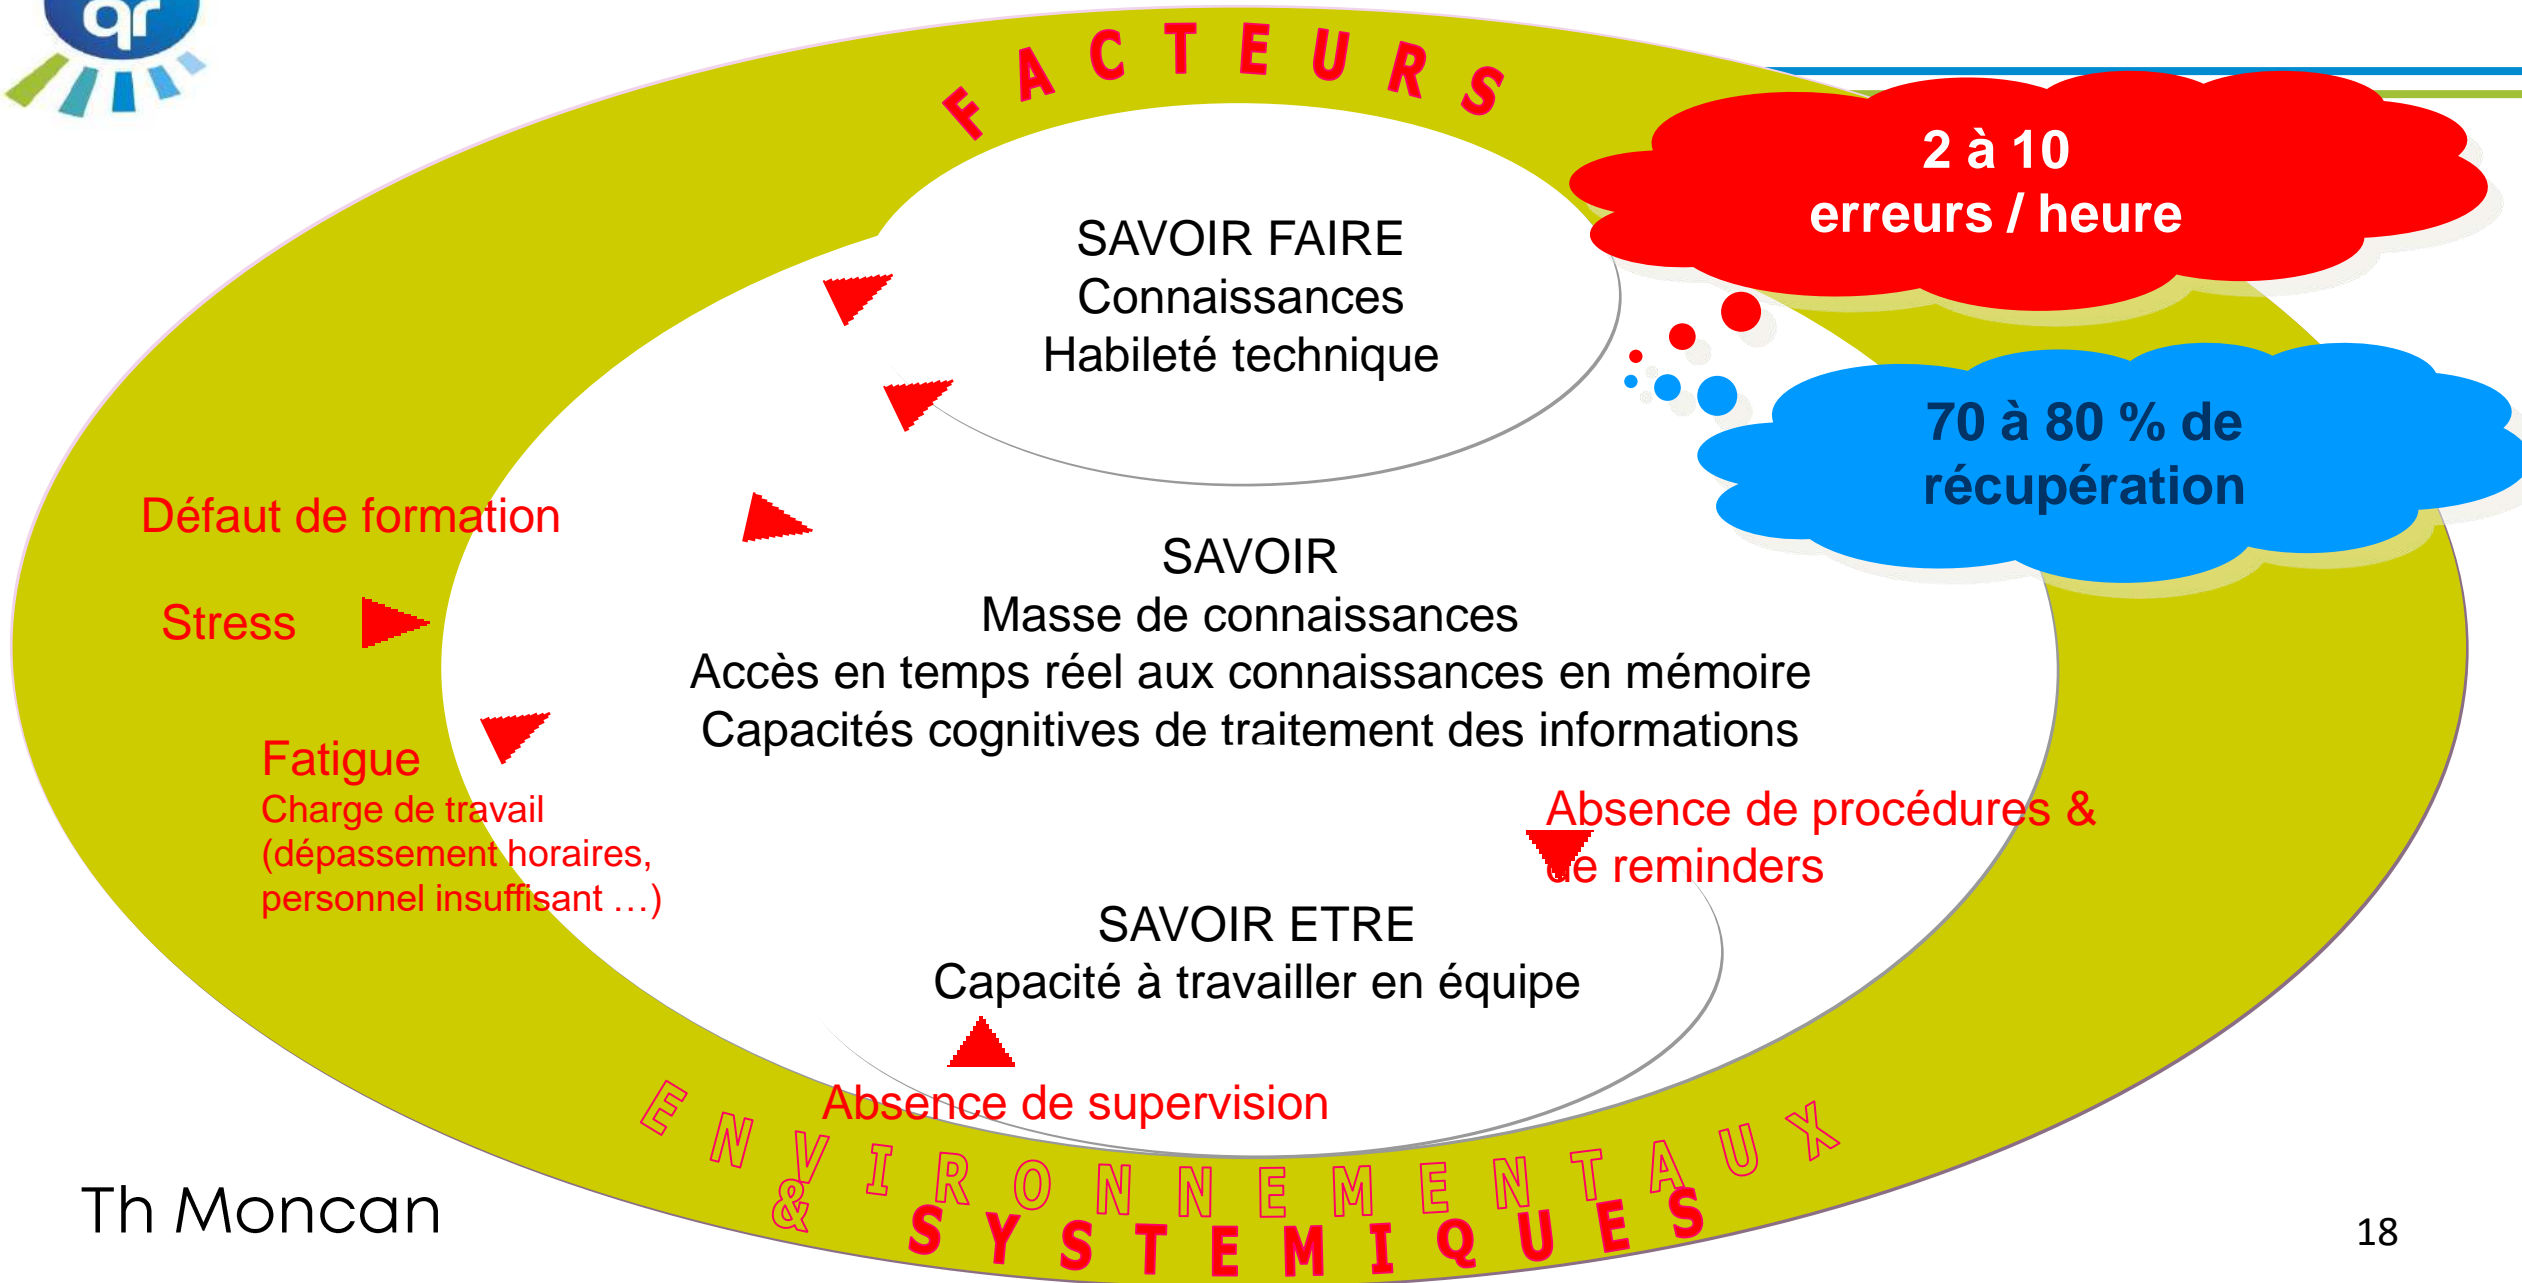 qr
FACTEURS
2 à 10
erreurs / heure
SAVOIR FAIRE
Connaissances
Habileté technique
70 à 80 % de
récupération
Défaut de formation
SAVOIR
Masse de connaissances
Stress
Accès en temps réel aux connaissances en mémoire
Capacités cognitives de traitement des informations
Fatigue
Charge de travail
(dépassement horaires,
personnel insuffisant …)
Absence de procédures &
de reminders
SAVOIR ETRE
Capacité à travailler en équipe
Absence de supervision
ENVIRONNEMENTAUX
& SYSTEMIQUES
Th Moncan
18